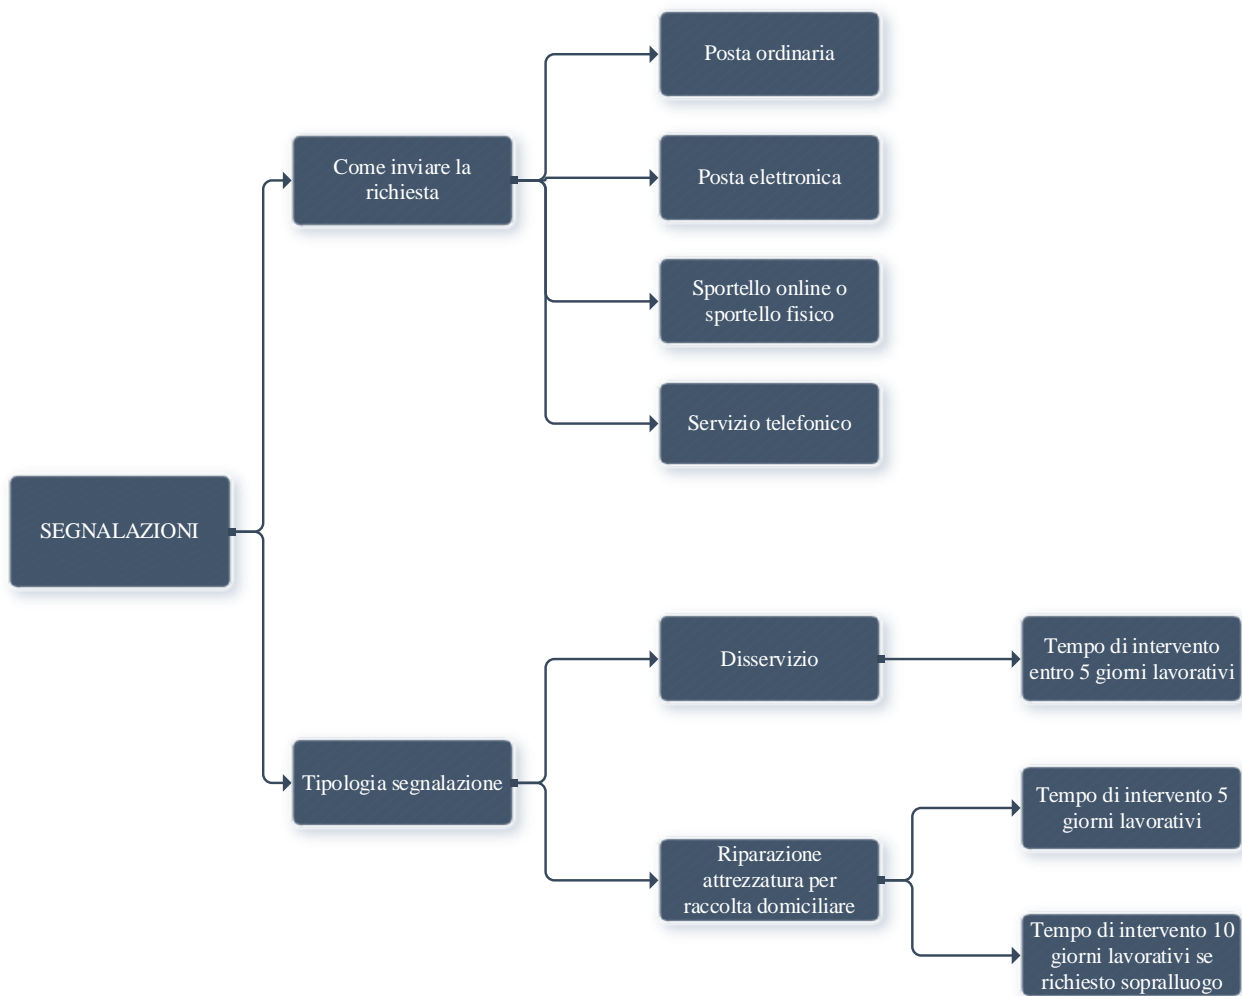 Posta ordinaria
Come inviare la
richiesta
Posta elettronica
Sportello online o
sportello fisico
Servizio telefonico
SEGNALAZIONI
Disservizio
Tempo di intervento
entro 5 giorni lavorativi
Tipologia segnalazione
Tempo di intervento 5
giorni lavorativi
Riparazione
attrezzatura per
raccolta domiciliare
Tempo di intervento 10
giorni lavorativi se
richiesto sopralluogo